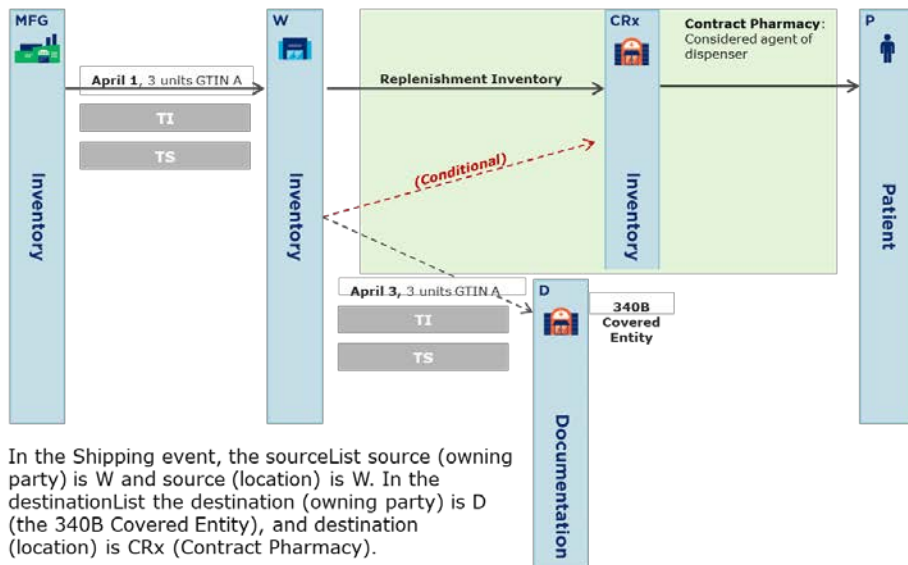 MFG
W
CRx
Contract Pharmacy:
Considered agent of
dispenser
P
April 1, 3 units GTIN A
Replenishment Inventory
TI
TS
(Conditional)
Inventory
Inventory
Inventory
Patient
April 3, 3 units GTIN A
D
340B
Covered
Entity
TI
TS
Documentation
In the Shipping event, the sourceList source (owning
party) is W and source (location) is W. In the
destinationList the destination (owning party) is D
(the 340B Covered Entity), and destination
(location) is CRx (Contract Pharmacy).